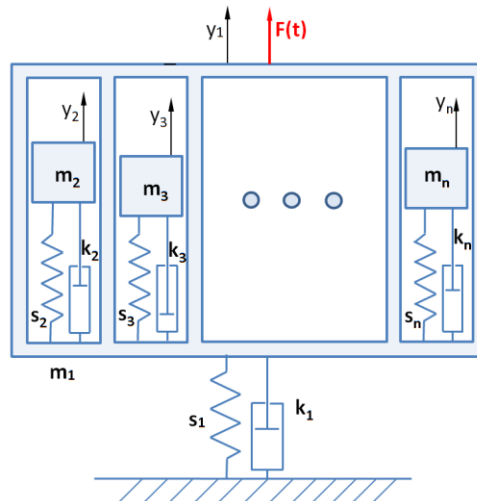 y₁ F(t)
y₂ y₃ yₙ
m₂ m₃ mₙ
k₂ k₃ kₙ
s₂ s₃ sₙ
m₁
s₁ k₁